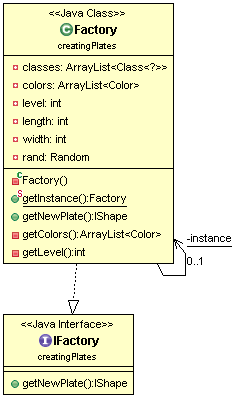 <<Java Class>>
C Factory
creatingPlates
classes: ArrayList<Class<?>>
colors: ArrayList<Color>
level: int
length: int
width: int
rand: Random
C Factory()
S getInstance():Factory
getNewPlate():IShape
getColors():ArrayList<Color>
getLevel():int
-instance
0..1
<<Java Interface>>
I IFactory
creatingPlates
getNewPlate():IShape